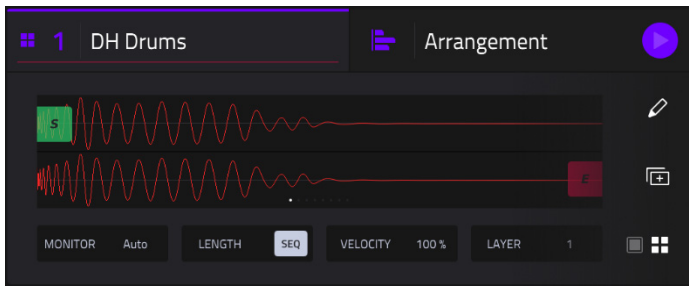 1 DH Drums Arrangement
S
E
MONITOR Auto LENGTH SEQ VELOCITY 100 % LAYER 1